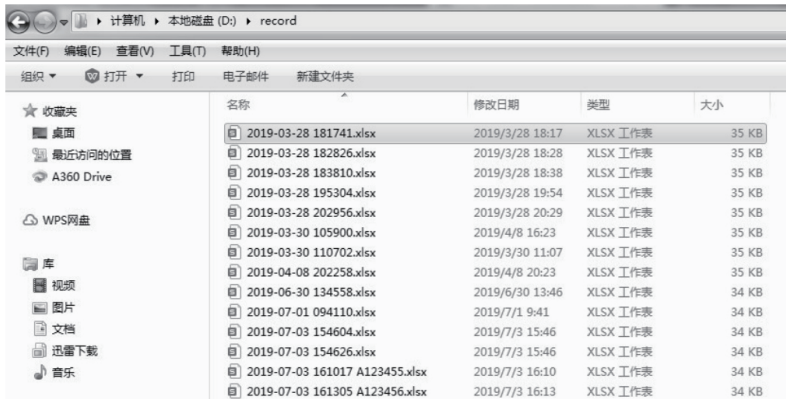 计算机 ▸ 本地磁盘 (D:) ▸ record
文件(F) 编辑(E) 查看(V) 工具(T) 帮助(H)
组织 打开 打印 电子邮件 新建文件夹
收藏夹
桌面
最近访问的位置
A360 Drive
WPS网盘
库
视频
图片
文档
迅雷下载
音乐
名称 修改日期 类型 大小
2019-03-28 181741.xlsx 2019/3/28 18:17 XLSX 工作表 35 KB
2019-03-28 182826.xlsx 2019/3/28 18:28 XLSX 工作表 35 KB
2019-03-28 183810.xlsx 2019/3/28 18:38 XLSX 工作表 35 KB
2019-03-28 195304.xlsx 2019/3/28 19:54 XLSX 工作表 35 KB
2019-03-28 202956.xlsx 2019/3/28 20:29 XLSX 工作表 35 KB
2019-03-30 105900.xlsx 2019/4/8 16:23 XLSX 工作表 35 KB
2019-03-30 110702.xlsx 2019/3/30 11:07 XLSX 工作表 35 KB
2019-04-08 202258.xlsx 2019/4/8 20:23 XLSX 工作表 35 KB
2019-06-30 134558.xlsx 2019/6/30 13:46 XLSX 工作表 34 KB
2019-07-01 094110.xlsx 2019/7/1 9:41 XLSX 工作表 34 KB
2019-07-03 154604.xlsx 2019/7/3 15:46 XLSX 工作表 34 KB
2019-07-03 154626.xlsx 2019/7/3 15:46 XLSX 工作表 34 KB
2019-07-03 161017 A123455.xlsx 2019/7/3 16:10 XLSX 工作表 34 KB
2019-07-03 161305 A123456.xlsx 2019/7/3 16:13 XLSX 工作表 34 KB